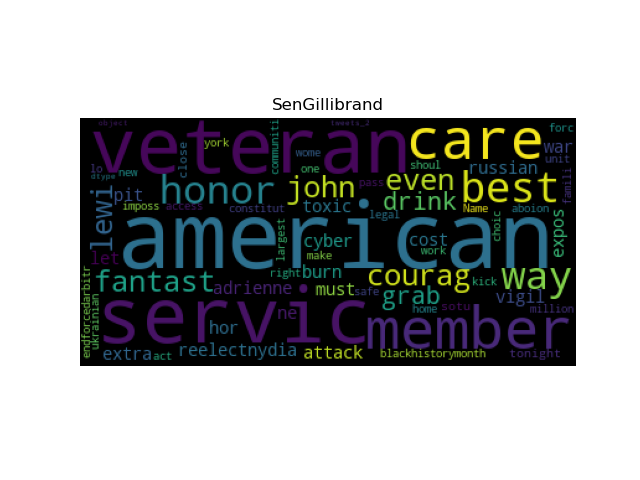 SenGillibrand
object
tweets_2
veteran
care
forc
york
close
communiti
wome
war
unit
lo
dtype
new
pit
honor
one
john
even
russian
shoul
pass
drink
best
famili
imposs
access
constitut
toxic
legal
choic
Name
aboion
lewi
american
expos
largest
cyber
cost
work
let
make
right
burn
courag
way
fantast
adrienne
must
safe
grab
kick
vigil
endforcedarbitr
ukrainian
servic
ne
home
sotu
million
hor
member
extra
act
reelectnydia
attack
blackhistorymonth
tonight